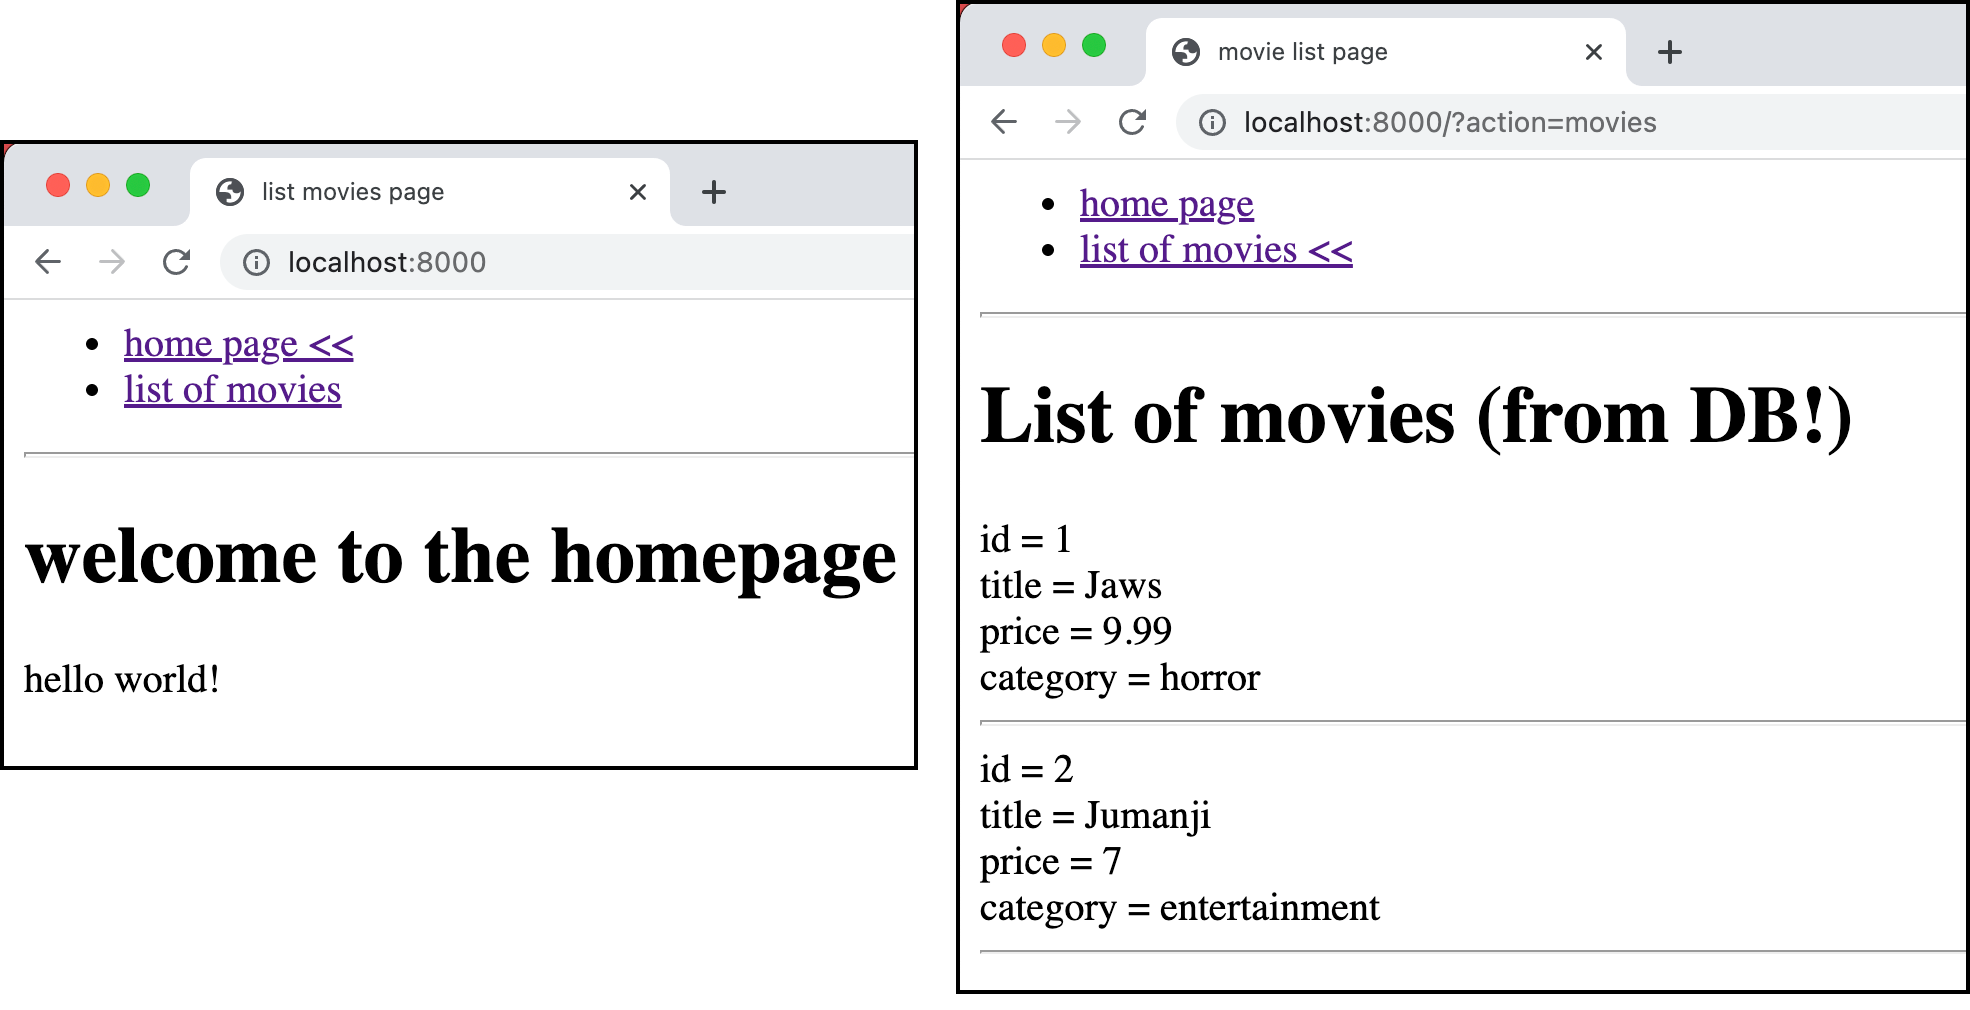 list movies page
localhost:8000
home page <<
list of movies
welcome to the homepage
hello world!
movie list page
localhost:8000/?action=movies
home page
list of movies <<
List of movies (from DB!)
id = 1
title = Jaws
price = 9.99
category = horror
id = 2
title = Jumanji
price = 7
category = entertainment